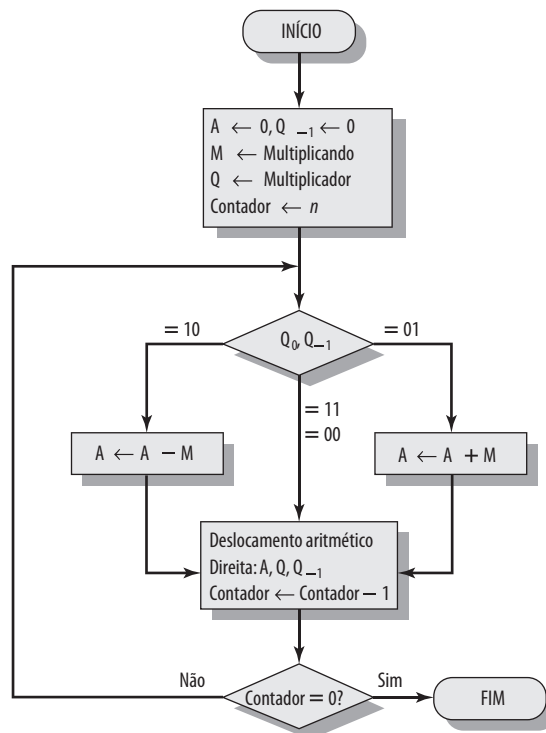 INÍCIO
A ← 0, Q₋₁ ← 0
M ← Multiplicando
Q ← Multiplicador
Contador ← n
= 10
Q₀, Q₋₁
= 01
= 11
= 00
A ← A − M
A ← A + M
Deslocamento aritmético
Direita: A, Q, Q₋₁
Contador ← Contador − 1
Não
Contador = 0?
Sim
FIM